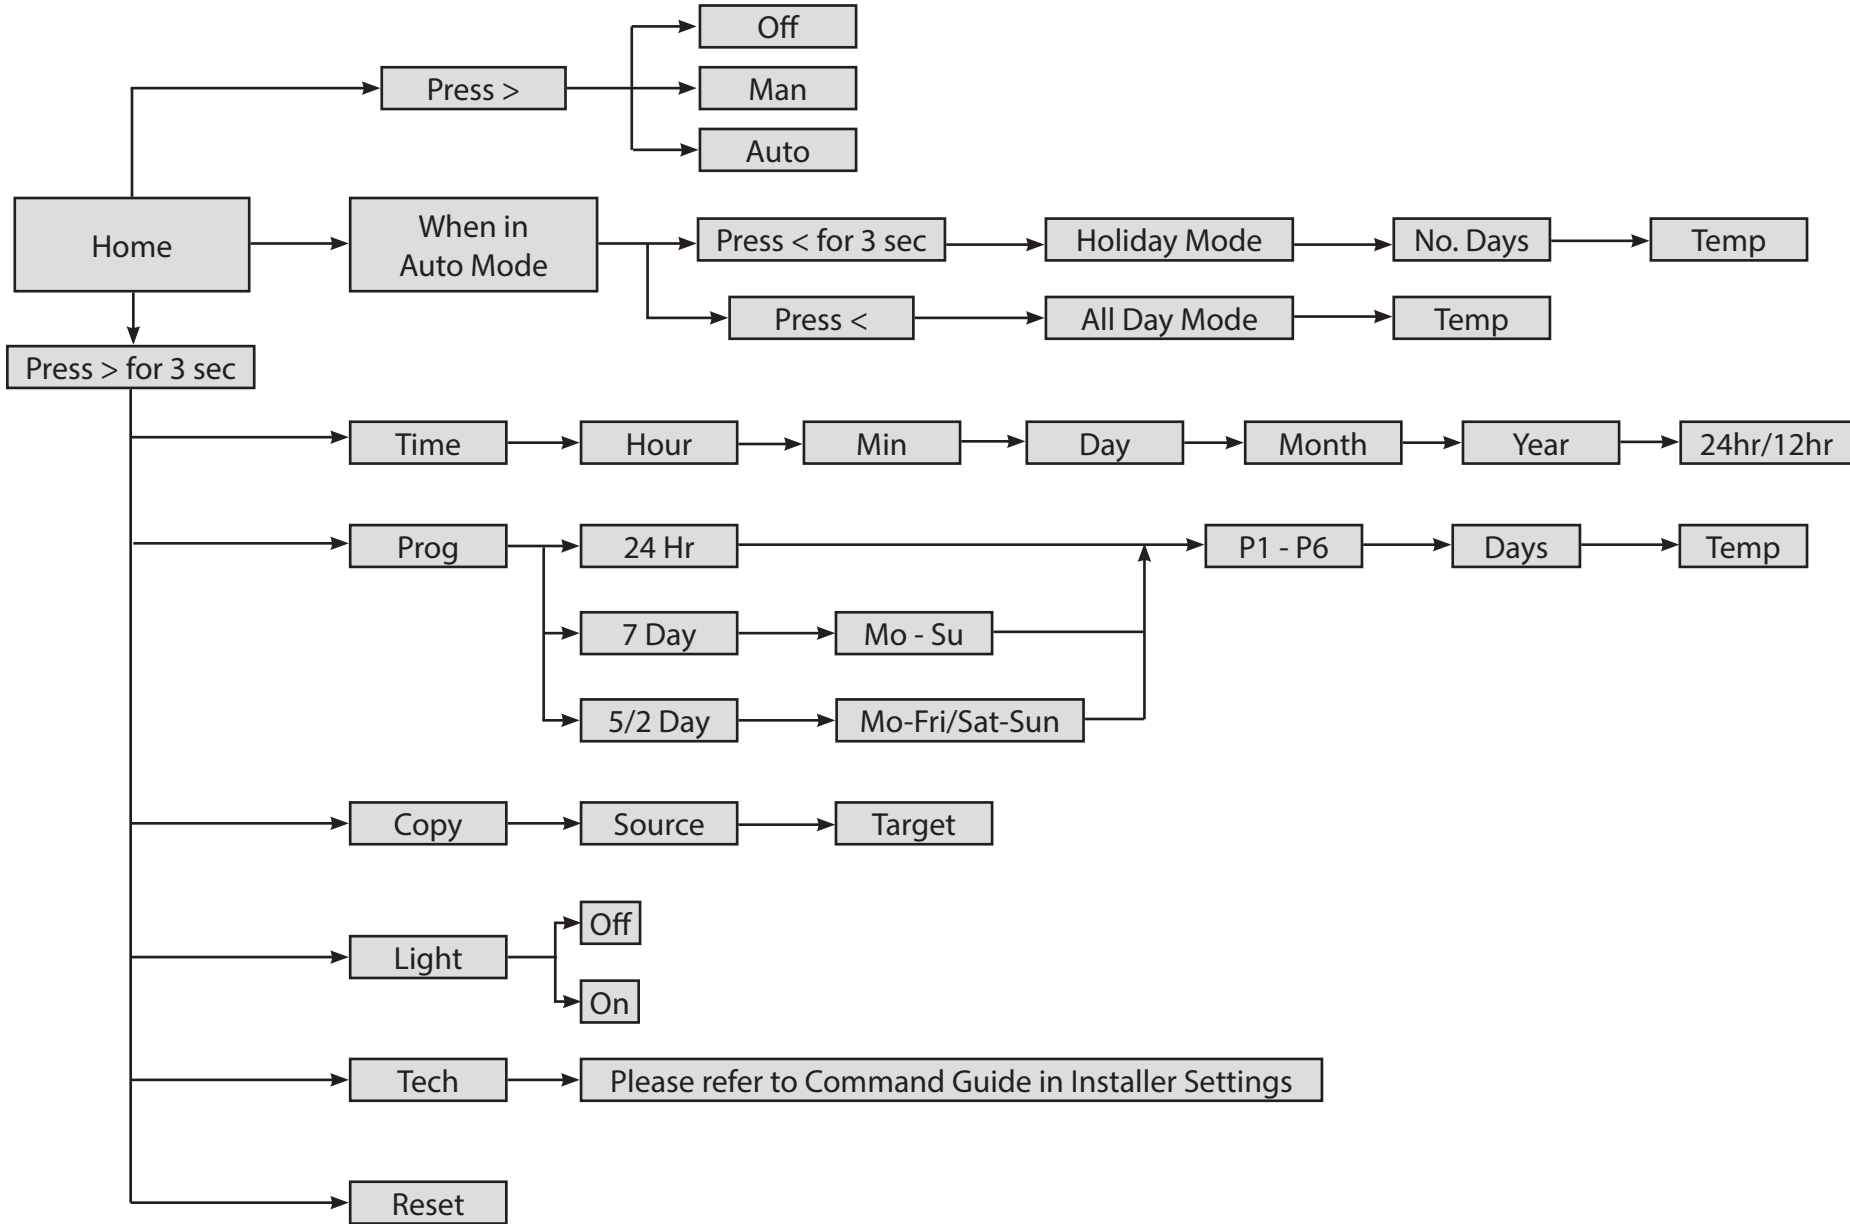 Off
Press >
Man
Auto
Home
When in
Auto Mode
Press < for 3 sec
Holiday Mode
No. Days
Temp
Press <
All Day Mode
Temp
Press > for 3 sec
Time
Hour
Min
Day
Month
Year
24hr/12hr
Prog
24 Hr
P1 - P6
Days
Temp
7 Day
Mo - Su
5/2 Day
Mo-Fri/Sat-Sun
Copy
Source
Target
Light
Off
On
Tech
Please refer to Command Guide in Installer Settings
Reset